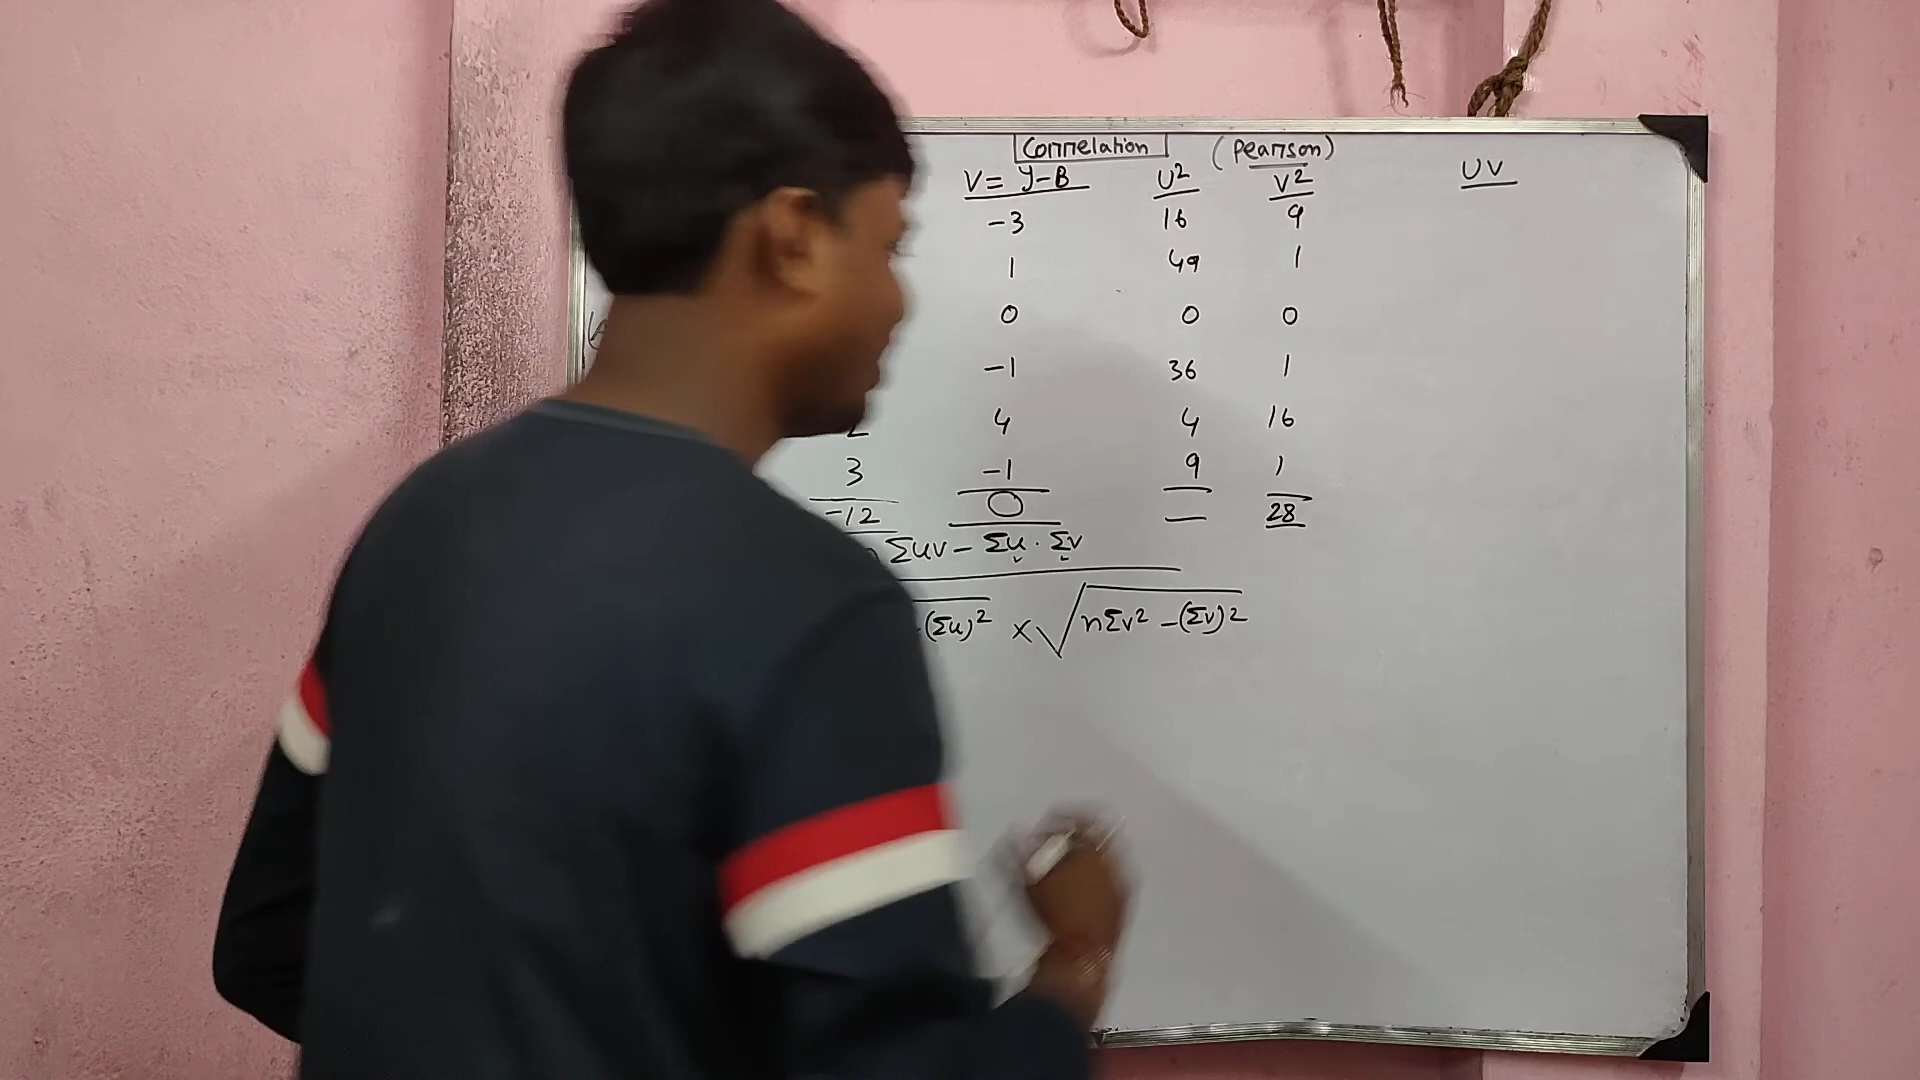 Correlation (Pearson)
V = y-B U² V² UV
-3 16 9
1 49 1
0 0 0
-1 36 1
4 4 16
3 -1 9 1
-12 0 — 28
Σuv - Σu . Σv
-(Σu)² × √nΣv² - (Σv)²